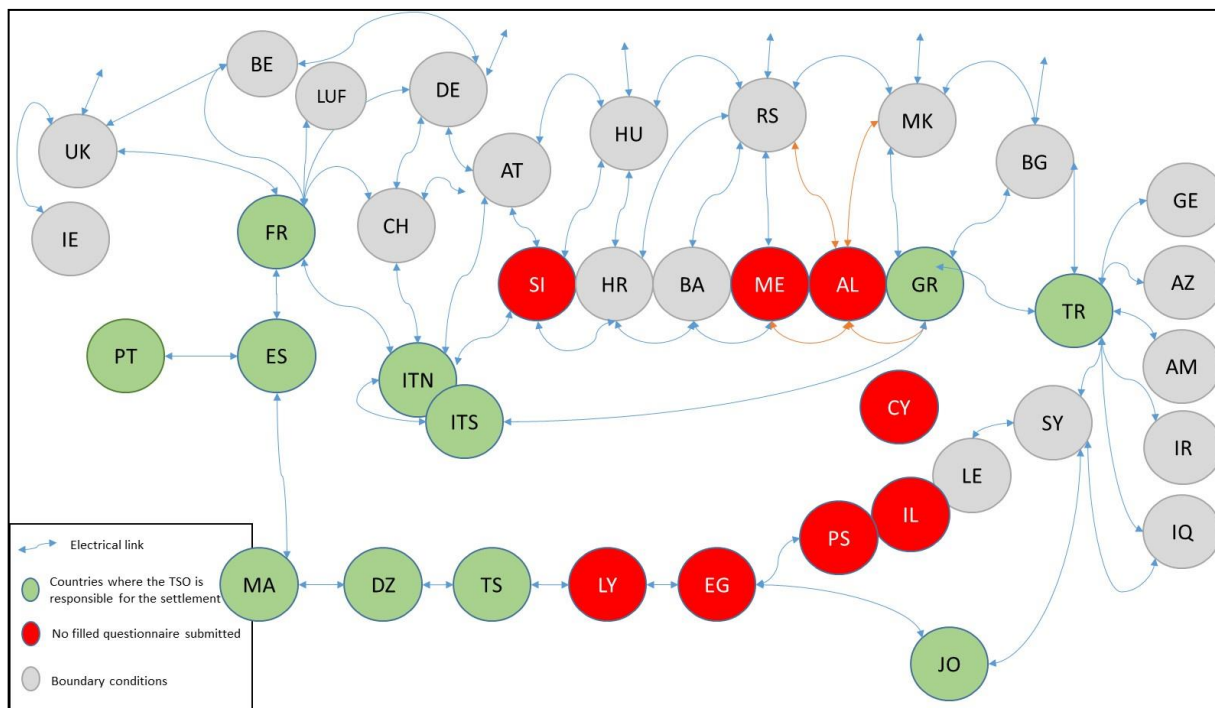 BE
DE
LUF
UK
HU
RS
MK
AT
BG
GE
IE
FR
CH
SI
HR
BA
ME
AL
GR
AZ
TR
PT
ES
ITN
AM
ITS
CY
SY
IR
LE
IL
PS
IQ
Electrical link
MA
DZ
TS
LY
EG
Countries where the TSO is
responsible for the settlement
No filled questionnaire submitted
JO
Boundary conditions